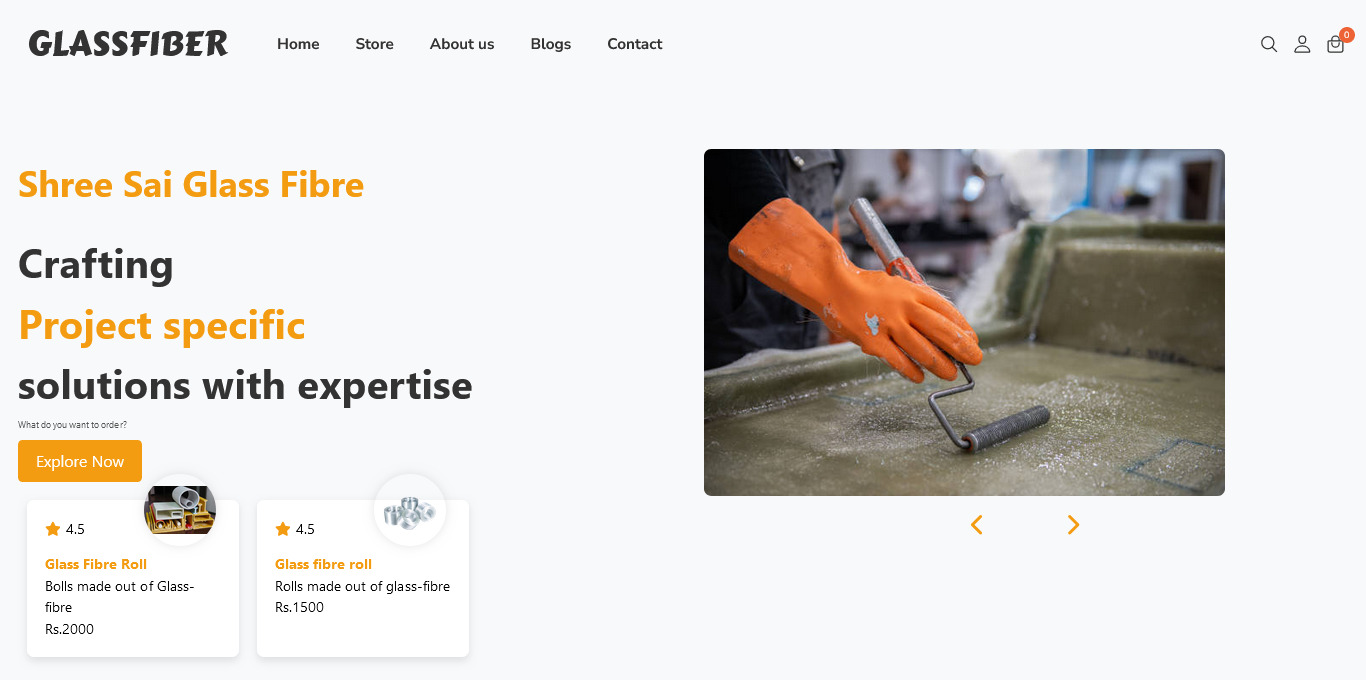 GLASSFIBER
Home Store About us Blogs Contact
0
Shree Sai Glass Fibre
Crafting
Project specific
solutions with expertise
What do you want to order?
Explore Now
4.5
Glass Fibre Roll
Bolls made out of Glass-
fibre
Rs.2000
4.5
Glass fibre roll
Rolls made out of glass-fibre
Rs.1500